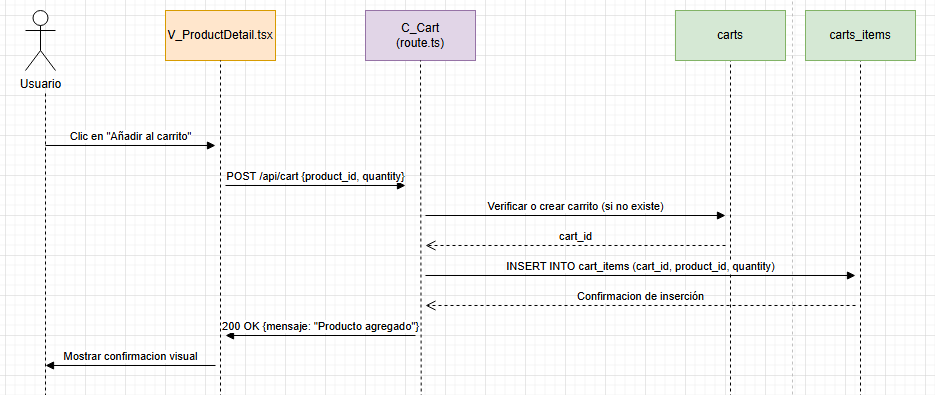 V_ProductDetail.tsx
C_Cart
(route.ts)
carts
carts_items
Usuario
Clic en "Añadir al carrito"
POST /api/cart {product_id, quantity}
Verificar o crear carrito (si no existe)
cart_id
INSERT INTO cart_items (cart_id, product_id, quantity)
Confirmacion de inserción
200 OK {mensaje: "Producto agregado"}
Mostrar confirmacion visual